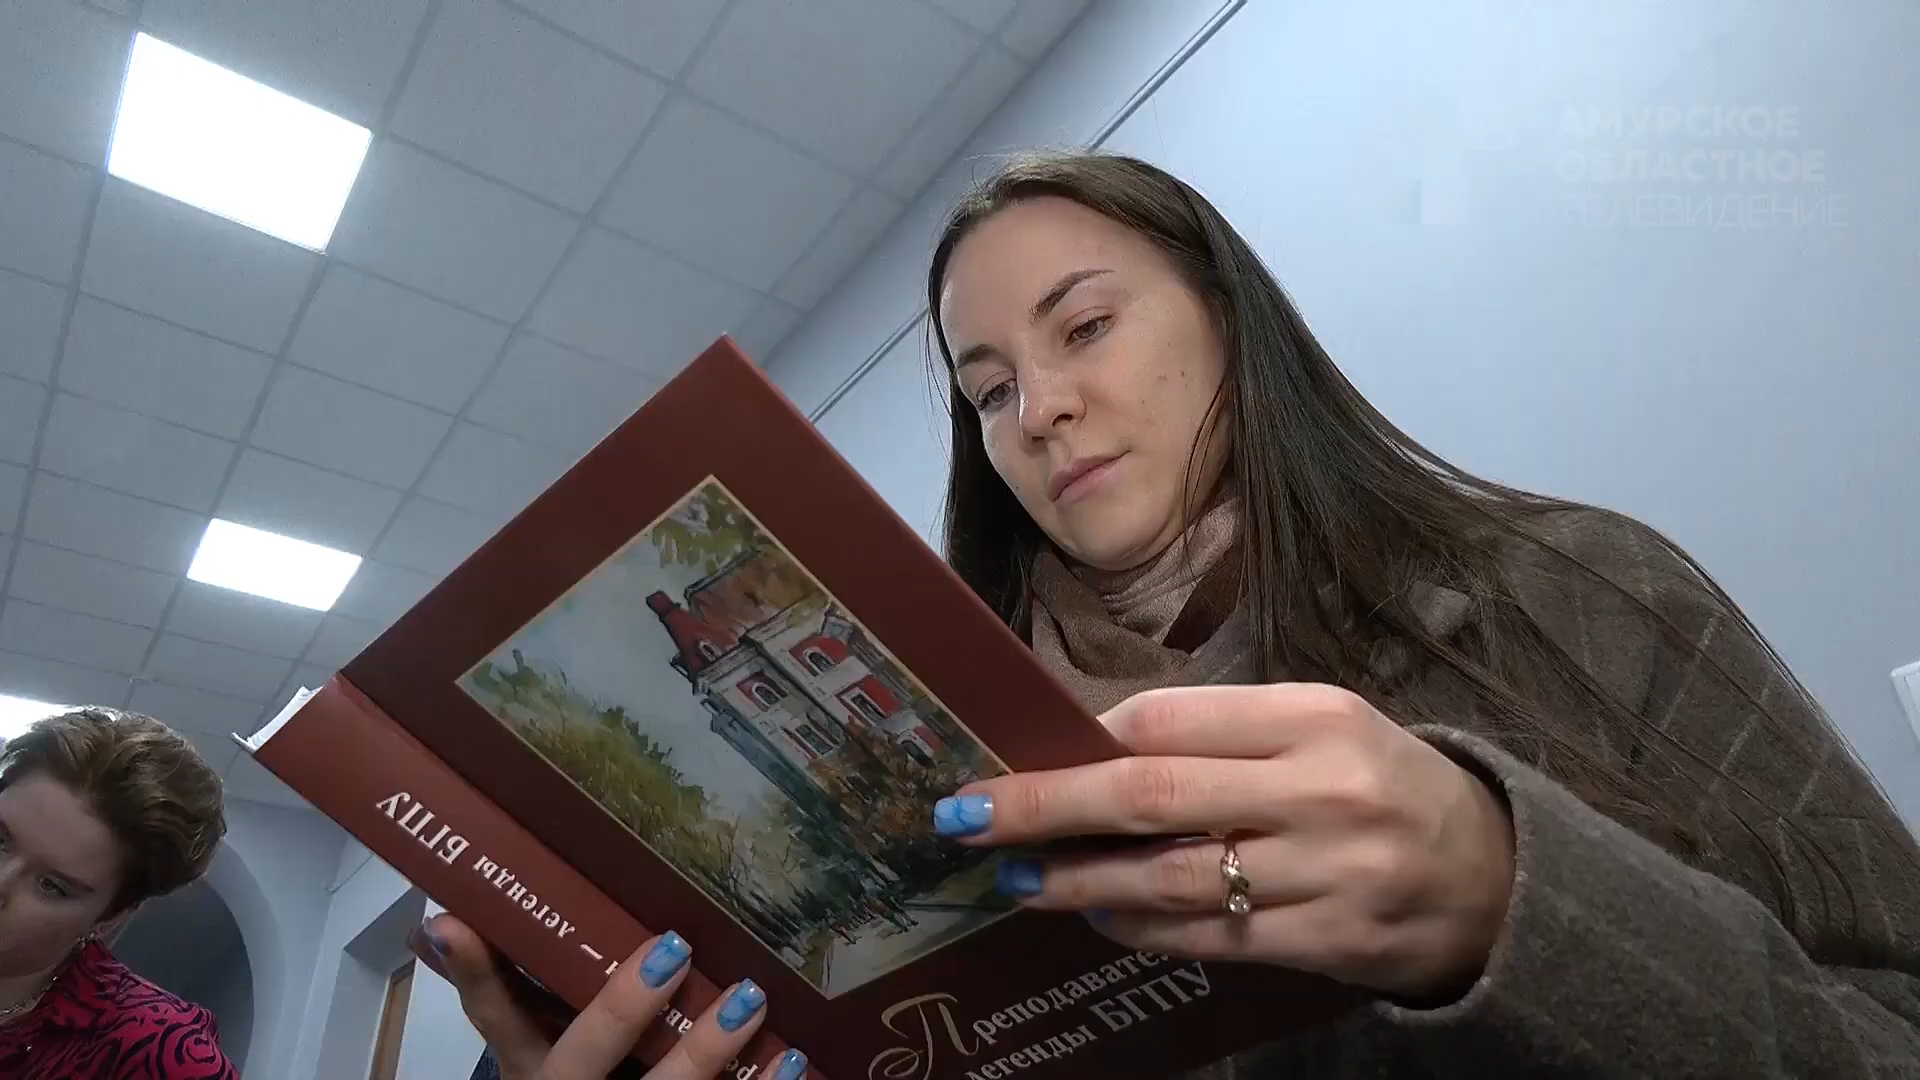 АМУРСКОЕ
ОБЛАСТНОЕ
ТЕЛЕВИДЕНИЕ
— легенды БГПУ
Преподавате
легенды БГПУ